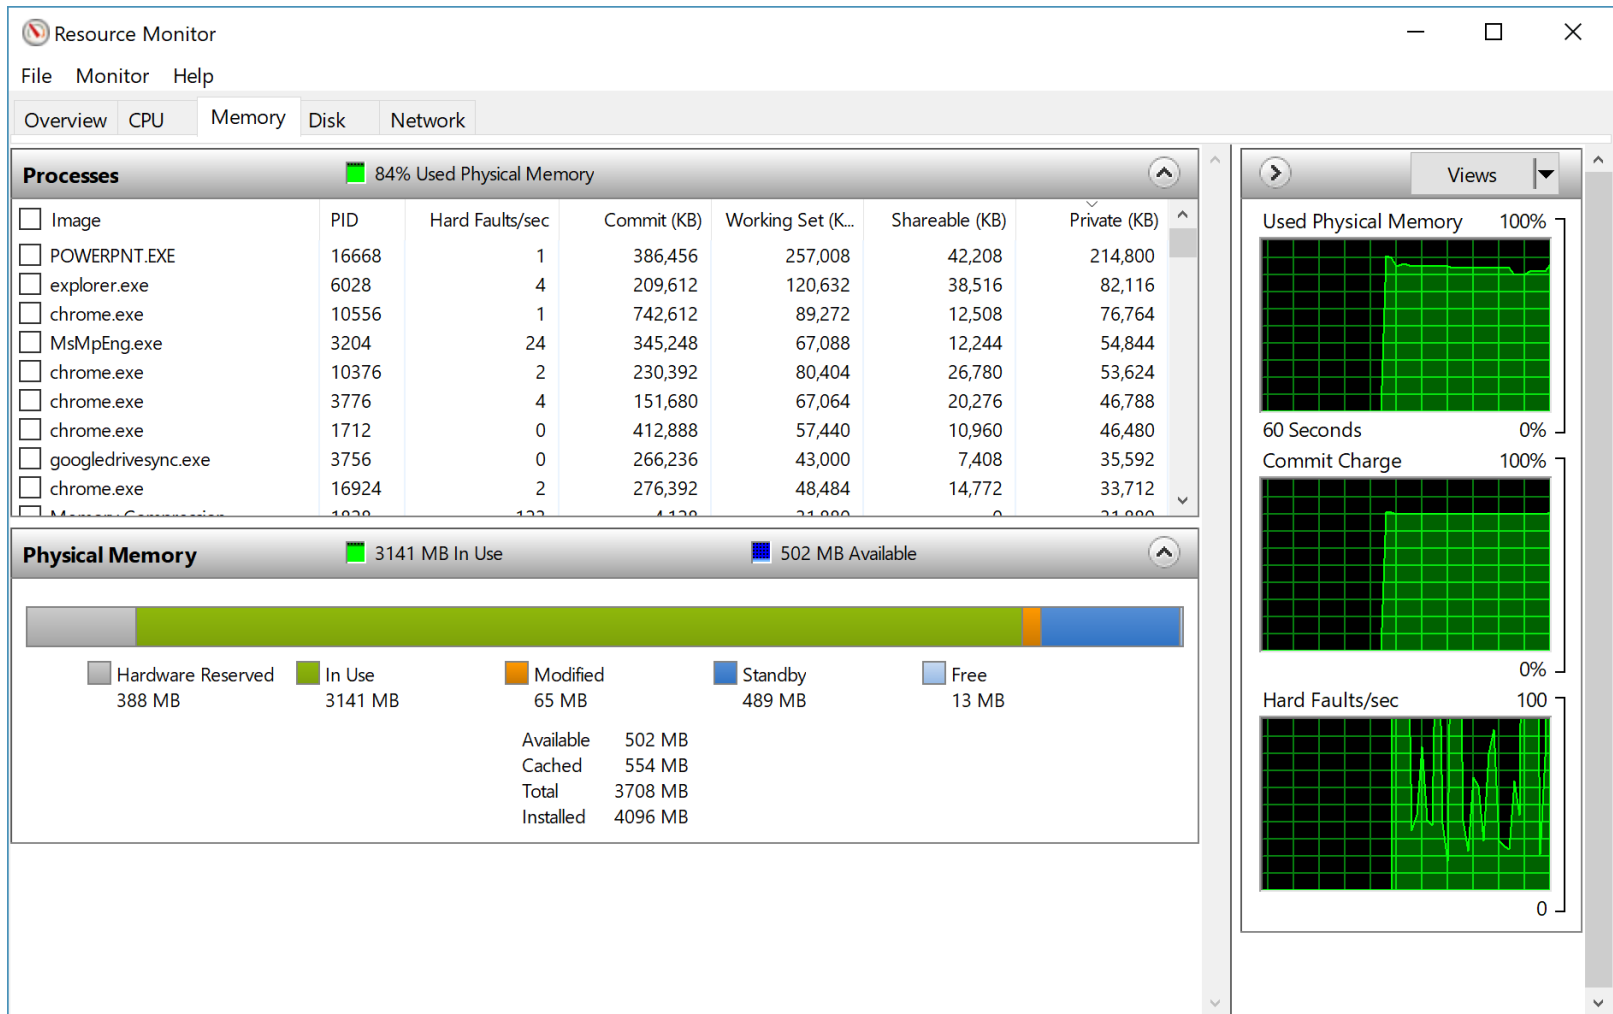 Resource Monitor
File Monitor Help
Overview CPU Memory Disk Network
Processes 84% Used Physical Memory
Image PID Hard Faults/sec Commit (KB) Working Set (K... Shareable (KB) Private (KB)
POWERPNT.EXE 16668 1 386,456 257,008 42,208 214,800
explorer.exe 6028 4 209,612 120,632 38,516 82,116
chrome.exe 10556 1 742,612 89,272 12,508 76,764
MsMpEng.exe 3204 24 345,248 67,088 12,244 54,844
chrome.exe 10376 2 230,392 80,404 26,780 53,624
chrome.exe 3776 4 151,680 67,064 20,276 46,788
chrome.exe 1712 0 412,888 57,440 10,960 46,480
googledrivesync.exe 3756 0 266,236 43,000 7,408 35,592
chrome.exe 16924 2 276,392 48,484 14,772 33,712
Memory Compression
Physical Memory 3141 MB In Use 502 MB Available
Hardware Reserved In Use Modified Standby Free
388 MB 3141 MB 65 MB 489 MB 13 MB
Available 502 MB
Cached 554 MB
Total 3708 MB
Installed 4096 MB
Views
Used Physical Memory 100%
60 Seconds 0%
Commit Charge 100%
0%
Hard Faults/sec 100
0